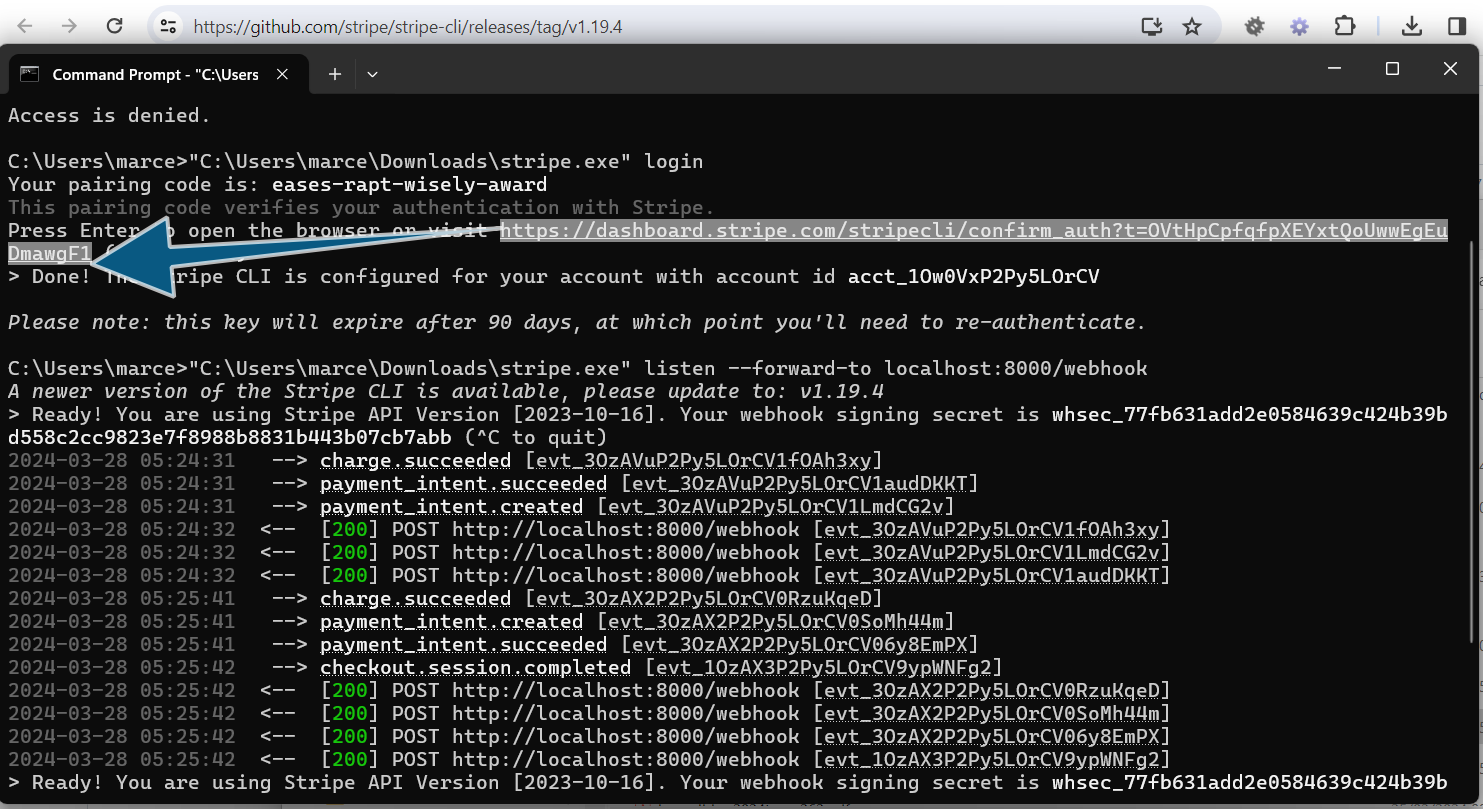 https://github.com/stripe/stripe-cli/releases/tag/v1.19.4
Command Prompt - "C:\Users
Access is denied.
C:\Users\marce>"C:\Users\marce\Downloads\stripe.exe" login
Your pairing code is: eases-rapt-wisely-award
This pairing code verifies your authentication with Stripe.
Press Enter to open the browser or visit https://dashboard.stripe.com/stripecli/confirm_auth?t=OVtHpCpfqfpXEYxtQoUwwEgEu
DmawgF1
> Done! The Stripe CLI is configured for your account with account id acct_1Ow0VxP2Py5LOrCV
Please note: this key will expire after 90 days, at which point you'll need to re-authenticate.
C:\Users\marce>"C:\Users\marce\Downloads\stripe.exe" listen --forward-to localhost:8000/webhook
A newer version of the Stripe CLI is available, please update to: v1.19.4
> Ready! You are using Stripe API Version [2023-10-16]. Your webhook signing secret is whsec_77fb631add2e0584639c424b39b
d558c2cc9823e7f8988b8831b443b07cb7abb (^C to quit)
2024-03-28 05:24:31   --> charge.succeeded [evt_3OzAVuP2Py5LOrCV1fOAh3xy]
2024-03-28 05:24:31   --> payment_intent.succeeded [evt_3OzAVuP2Py5LOrCV1audDKKT]
2024-03-28 05:24:31   --> payment_intent.created [evt_3OzAVuP2Py5LOrCV1LmdCG2v]
2024-03-28 05:24:32  <--  [200] POST http://localhost:8000/webhook [evt_3OzAVuP2Py5LOrCV1fOAh3xy]
2024-03-28 05:24:32  <--  [200] POST http://localhost:8000/webhook [evt_3OzAVuP2Py5LOrCV1LmdCG2v]
2024-03-28 05:24:32  <--  [200] POST http://localhost:8000/webhook [evt_3OzAVuP2Py5LOrCV1audDKKT]
2024-03-28 05:25:41   --> charge.succeeded [evt_3OzAX2P2Py5LOrCV0RzuKqeD]
2024-03-28 05:25:41   --> payment_intent.created [evt_3OzAX2P2Py5LOrCV0SoMh44m]
2024-03-28 05:25:41   --> payment_intent.succeeded [evt_3OzAX2P2Py5LOrCV06y8EmPX]
2024-03-28 05:25:42   --> checkout.session.completed [evt_1OzAX3P2Py5LOrCV9ypWNFg2]
2024-03-28 05:25:42  <--  [200] POST http://localhost:8000/webhook [evt_3OzAX2P2Py5LOrCV0RzuKqeD]
2024-03-28 05:25:42  <--  [200] POST http://localhost:8000/webhook [evt_3OzAX2P2Py5LOrCV0SoMh44m]
2024-03-28 05:25:42  <--  [200] POST http://localhost:8000/webhook [evt_3OzAX2P2Py5LOrCV06y8EmPX]
2024-03-28 05:25:42  <--  [200] POST http://localhost:8000/webhook [evt_1OzAX3P2Py5LOrCV9ypWNFg2]
> Ready! You are using Stripe API Version [2023-10-16]. Your webhook signing secret is whsec_77fb631add2e0584639c424b39b